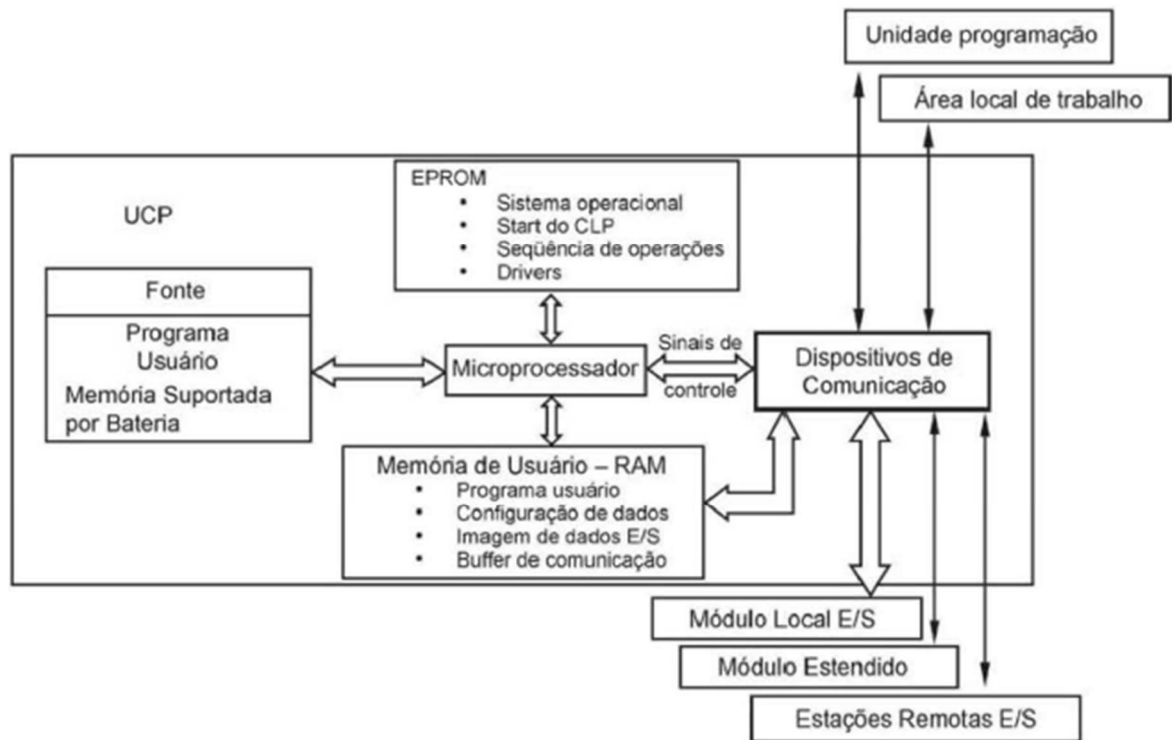 Unidade programação
Área local de trabalho
UCP
EPROM
• Sistema operacional
• Start do CLP
• Seqüência de operações
• Drivers
Fonte
Programa
Usuário
Memória Suportada
por Bateria
Microprocessador
Sinais de
controle
Dispositivos de
Comunicação
Memória de Usuário – RAM
• Programa usuário
• Configuração de dados
• Imagem de dados E/S
• Buffer de comunicação
Módulo Local E/S
Módulo Estendido
Estações Remotas E/S